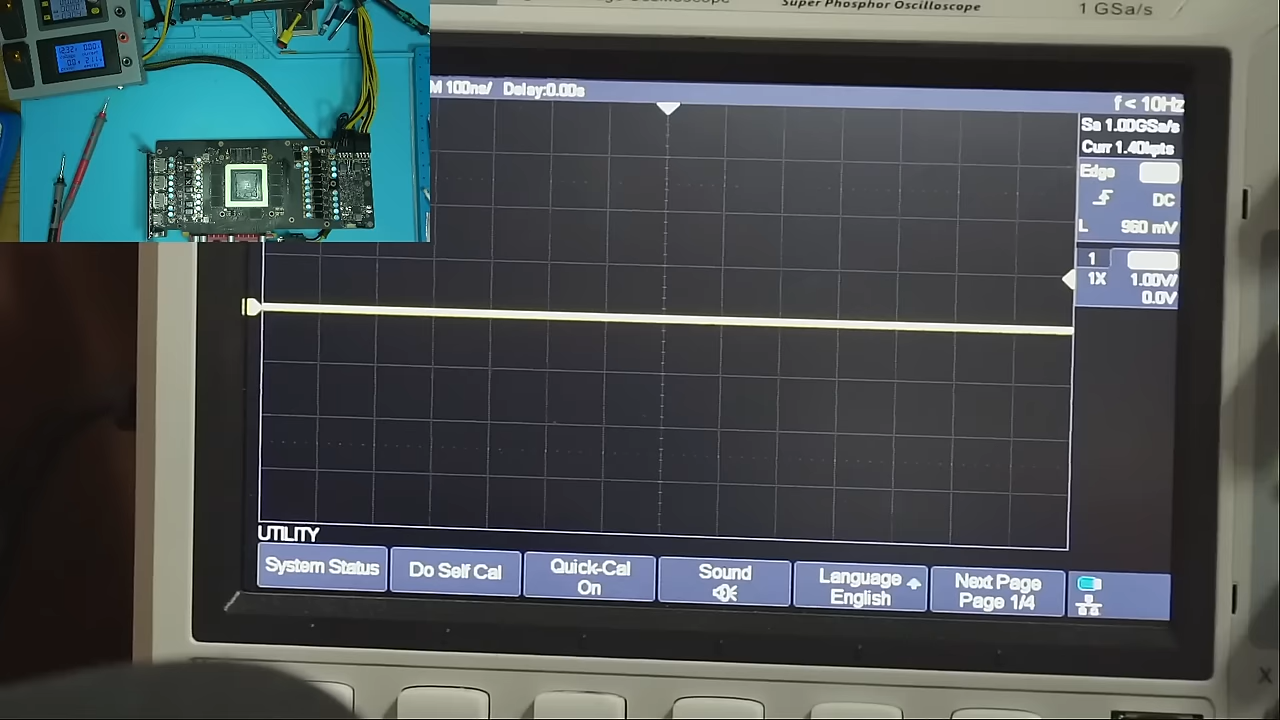 Super Phosphor Oscilloscope
1 GSa/s
M 100ns/ Delay:0.00s
f < 10Hz
Sa 1.00GSa/s
Curr 1.40kpts
Edge
DC
L 960 mV
1
1X 1.00V/
0.0V
UTILITY
System Status
Do Self Cal
Quick-Cal
On
Sound
Language
English
Next Page
Page 1/4
X